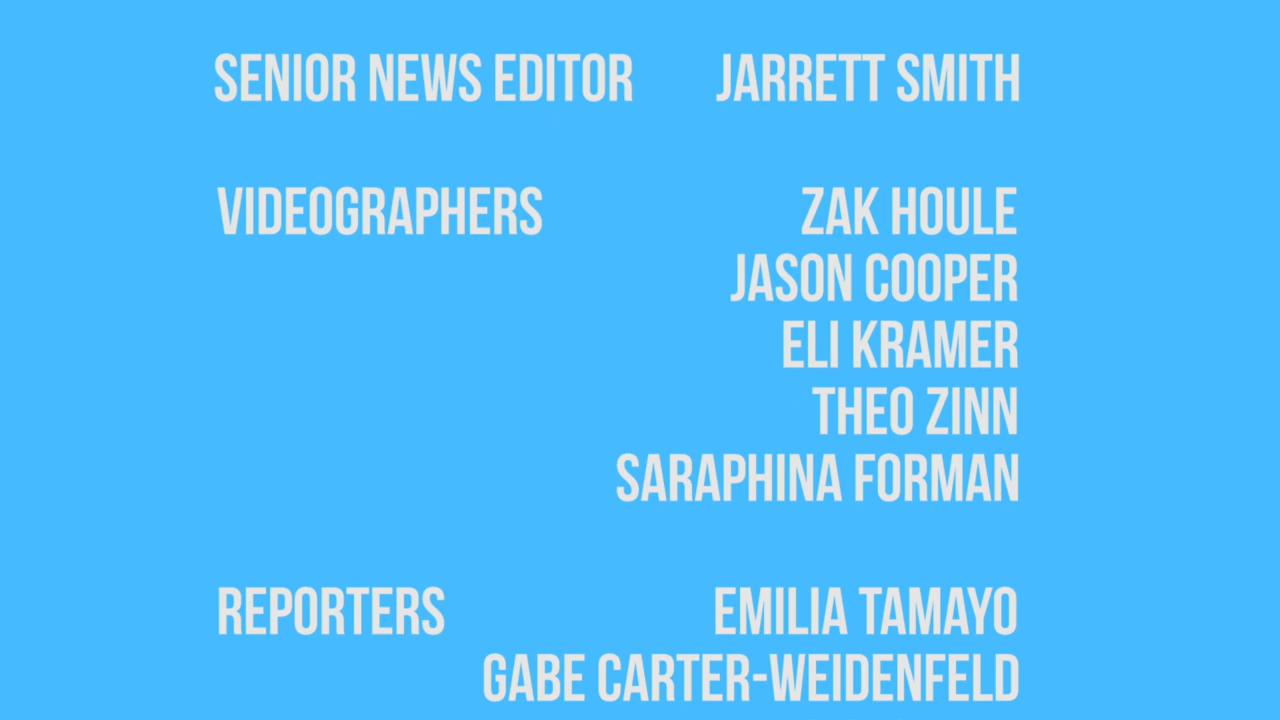 SENIOR NEWS EDITOR JARRETT SMITH
VIDEOGRAPHERS ZAK HOULE
JASON COOPER
ELI KRAMER
THEO ZINN
SARAPHINA FORMAN
REPORTERS EMILIA TAMAYO
GABE CARTER-WEIDENFELD